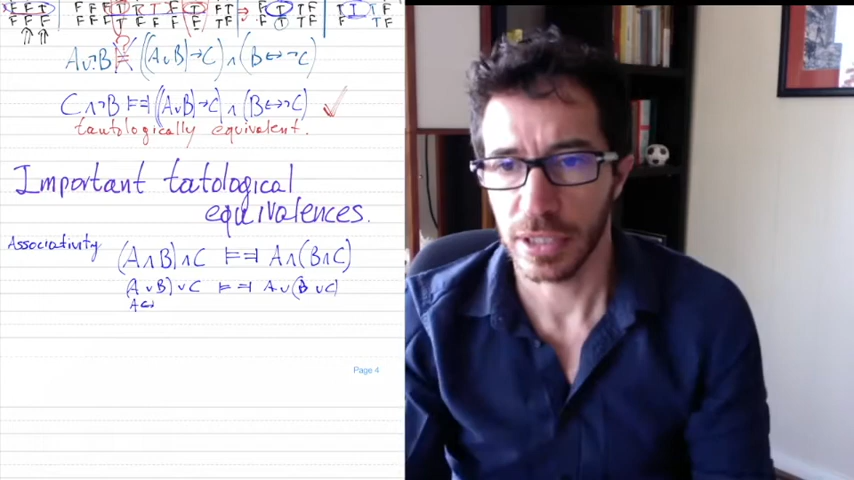 F F T F F F T R T F T T F → F T T F T T T F
F F F F F F T F F F T F T F F T F
A∪¬B ⊭ ((A∪B)→C)∧(B↔¬C)
C∧¬B ⊨⫤ ((A∪B)→C)∧(B↔¬C) ✓
tautologically equivalent.
Important tatological
equivalences.
Associativity (A∧B)∧C ⊨⫤ A∧(B∧C)
(A∪B)∪C ⊨⫤ A∪(B∪C)
A↔
Page 4